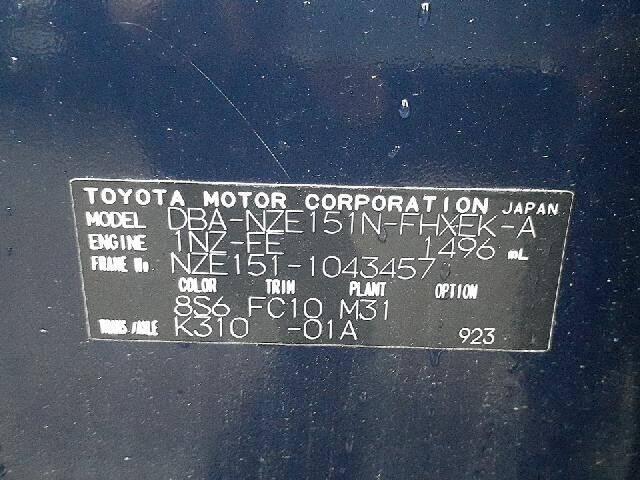 TOYOTA MOTOR CORPORATION JAPAN
MODEL DBA-NZE151N-FHXEK-A
ENGINE 1NZ-FE 1496 mL
FRAME No NZE151-1043457
COLOR TRIM PLANT OPTION
8S6 FC10 M31
TRANS/AXLE K310 -01A 923